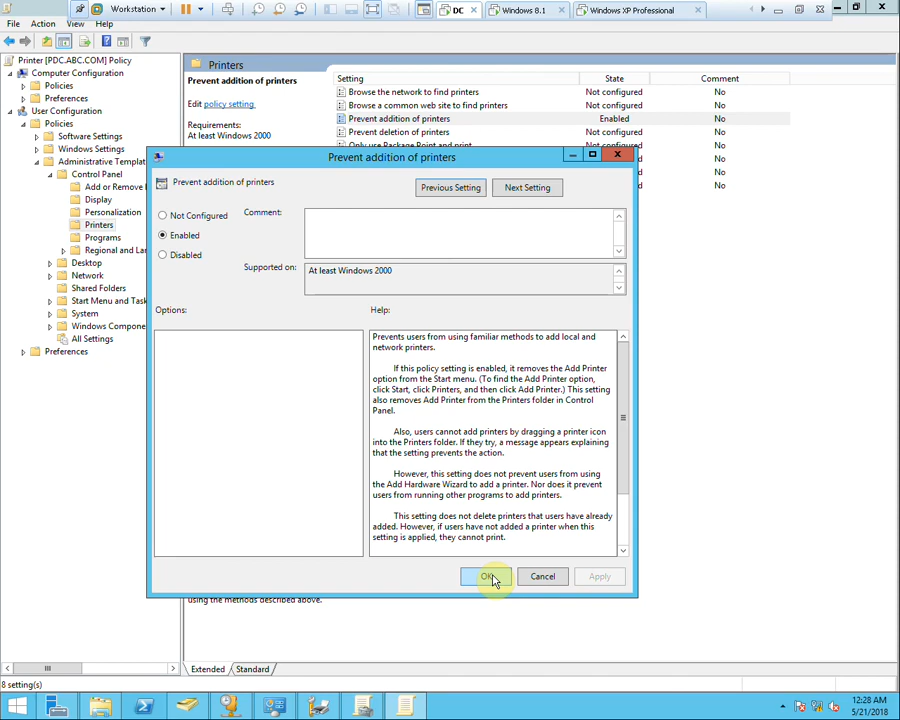 Workstation
DC
Windows 8.1
Windows XP Professional
File Action View Help
Printer [PDC.ABC.COM] Policy
Computer Configuration
Policies
Preferences
User Configuration
Policies
Software Settings
Windows Settings
Administrative Templat
Control Panel
Add or Remove
Display
Personalization
Printers
Programs
Regional and Lan
Desktop
Network
Shared Folders
Start Menu and Task
System
Windows Compone
All Settings
Preferences
Printers
Prevent addition of printers
Edit policy setting.
Requirements:
At least Windows 2000
Setting State Comment
Browse the network to find printers Not configured No
Browse a common web site to find printers Not configured No
Prevent addition of printers Enabled No
Prevent deletion of printers Not configured No
Only use Package Point and print Not configured No
d No
d No
d No
Prevent addition of printers
Prevent addition of printers
Previous Setting Next Setting
Not Configured
Enabled
Disabled
Comment:
Supported on:
At least Windows 2000
Options:
Help:
Prevents users from using familiar methods to add local and
network printers.
If this policy setting is enabled, it removes the Add Printer
option from the Start menu. (To find the Add Printer option,
click Start, click Printers, and then click Add Printer.) This setting
also removes Add Printer from the Printers folder in Control
Panel.
Also, users cannot add printers by dragging a printer icon
into the Printers folder. If they try, a message appears explaining
that the setting prevents the action.
However, this setting does not prevent users from using
the Add Hardware Wizard to add a printer. Nor does it prevent
users from running other programs to add printers.
This setting does not delete printers that users have already
added. However, if users have not added a printer when this
setting is applied, they cannot print.
OK Cancel Apply
using the methods described above.
Extended Standard
8 setting(s)
12:28 AM
5/21/2018